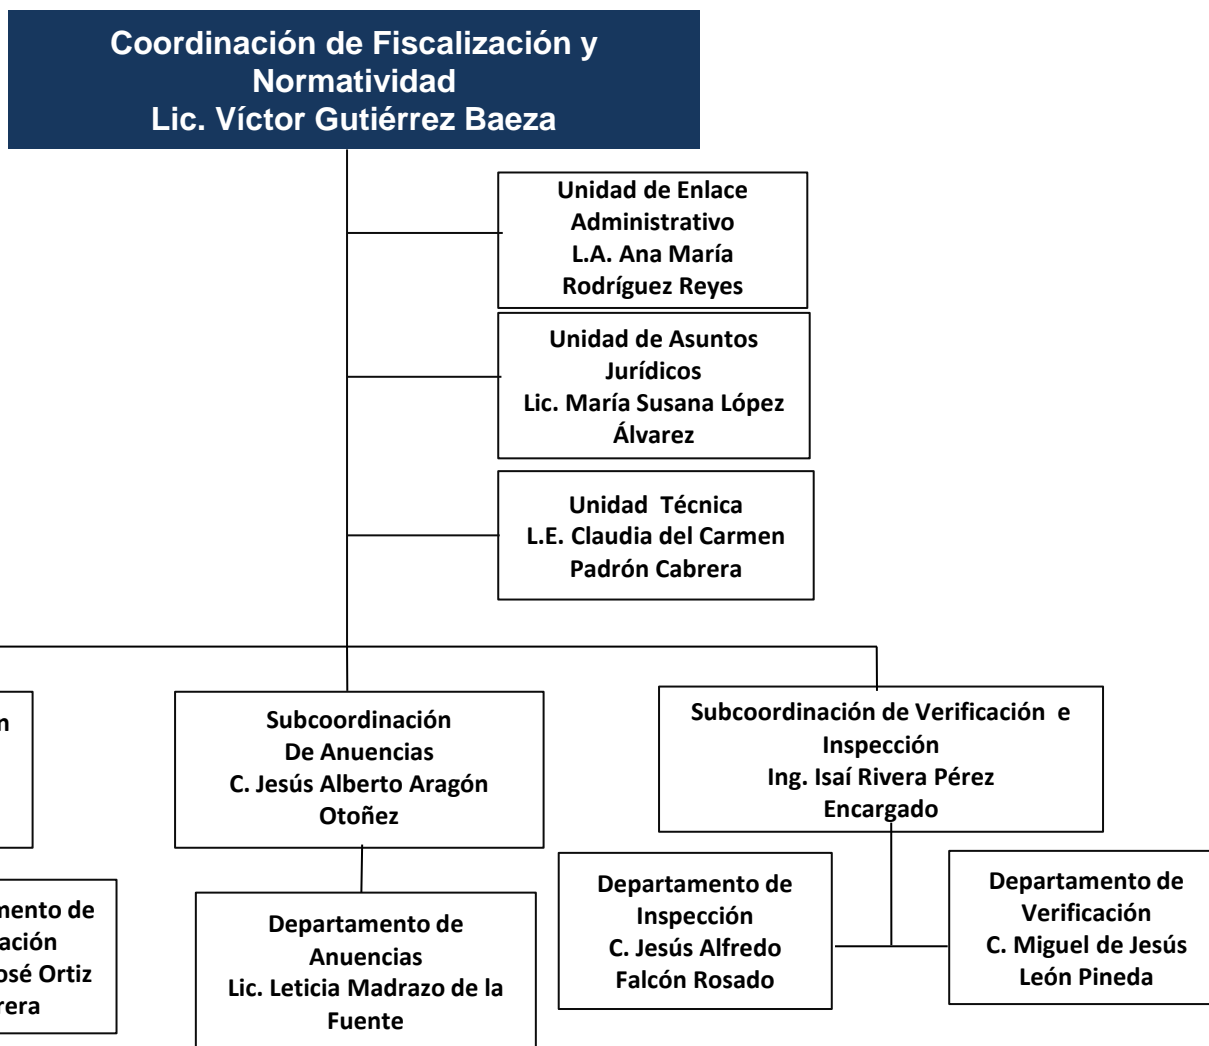 Coordinación de Fiscalización y
Normatividad
Lic. Víctor Gutiérrez Baeza
Unidad de Enlace
Administrativo
L.A. Ana María
Rodríguez Reyes
Unidad de Asuntos
Jurídicos
Lic. María Susana López
Álvarez
Unidad Técnica
L.E. Claudia del Carmen
Padrón Cabrera
Subcoordinación
De Anuencias
C. Jesús Alberto Aragón
Otoñez
Subcoordinación de Verificación e
Inspección
Ing. Isaí Rivera Pérez
Encargado
de
Ortiz
Departamento de
Anuencias
Lic. Leticia Madrazo de la
Fuente
Departamento de
Inspección
C. Jesús Alfredo
Falcón Rosado
Departamento de
Verificación
C. Miguel de Jesús
León Pineda